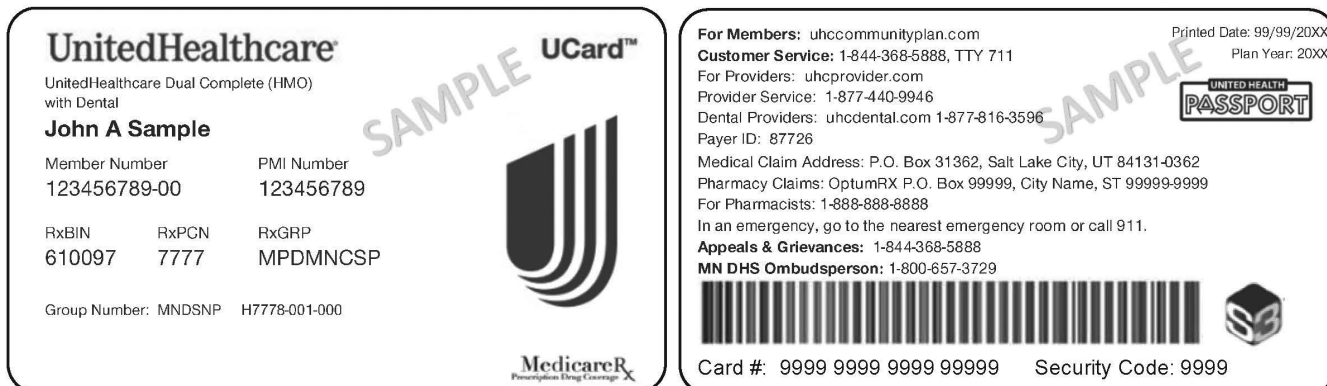 UnitedHealthcare®
UCard™
UnitedHealthcare Dual Complete (HMO)
with Dental
John A Sample
SAMPLE
Member Number PMI Number
123456789-00 123456789
RxBIN RxPCN RxGRP
610097 7777 MPDMNCSP
Group Number: MNDSNP H7778-001-000
MedicareRx
Prescription Drug Coverage
For Members: uhccommunityplan.com
Printed Date: 99/99/20XX
Customer Service: 1-844-368-5888, TTY 711
Plan Year: 20XX
For Providers: uhcprovider.com
Provider Service: 1-877-440-9946
UNITED HEALTH
PASSPORT
SAMPLE
Dental Providers: uhcdental.com 1-877-816-3596
Payer ID: 87726
Medical Claim Address: P.O. Box 31362, Salt Lake City, UT 84131-0362
Pharmacy Claims: OptumRX P.O. Box 99999, City Name, ST 99999-9999
For Pharmacists: 1-888-888-8888
In an emergency, go to the nearest emergency room or call 911.
Appeals & Grievances: 1-844-368-5888
MN DHS Ombudsperson: 1-800-657-3729
S3
Card #: 9999 9999 9999 99999 Security Code: 9999